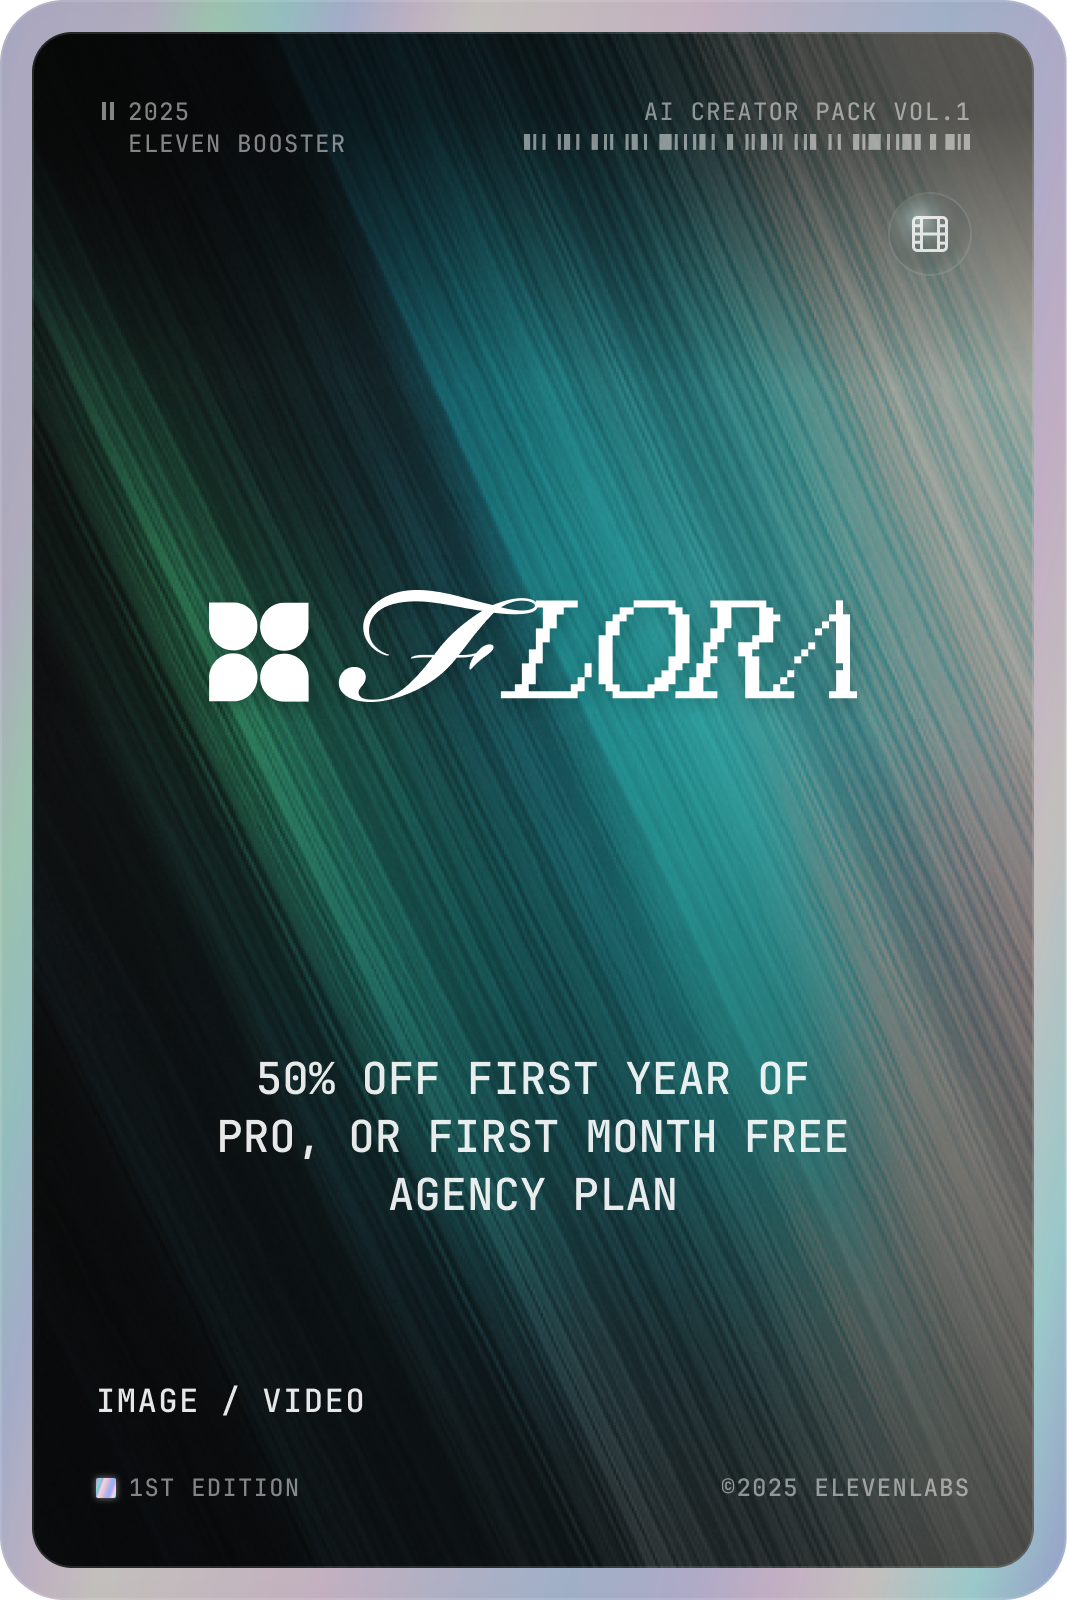 2025
ELEVEN BOOSTER
AI CREATOR PACK VOL.1
FLORA
50% OFF FIRST YEAR OF
PRO, OR FIRST MONTH FREE
AGENCY PLAN
IMAGE / VIDEO
1ST EDITION
©2025 ELEVENLABS